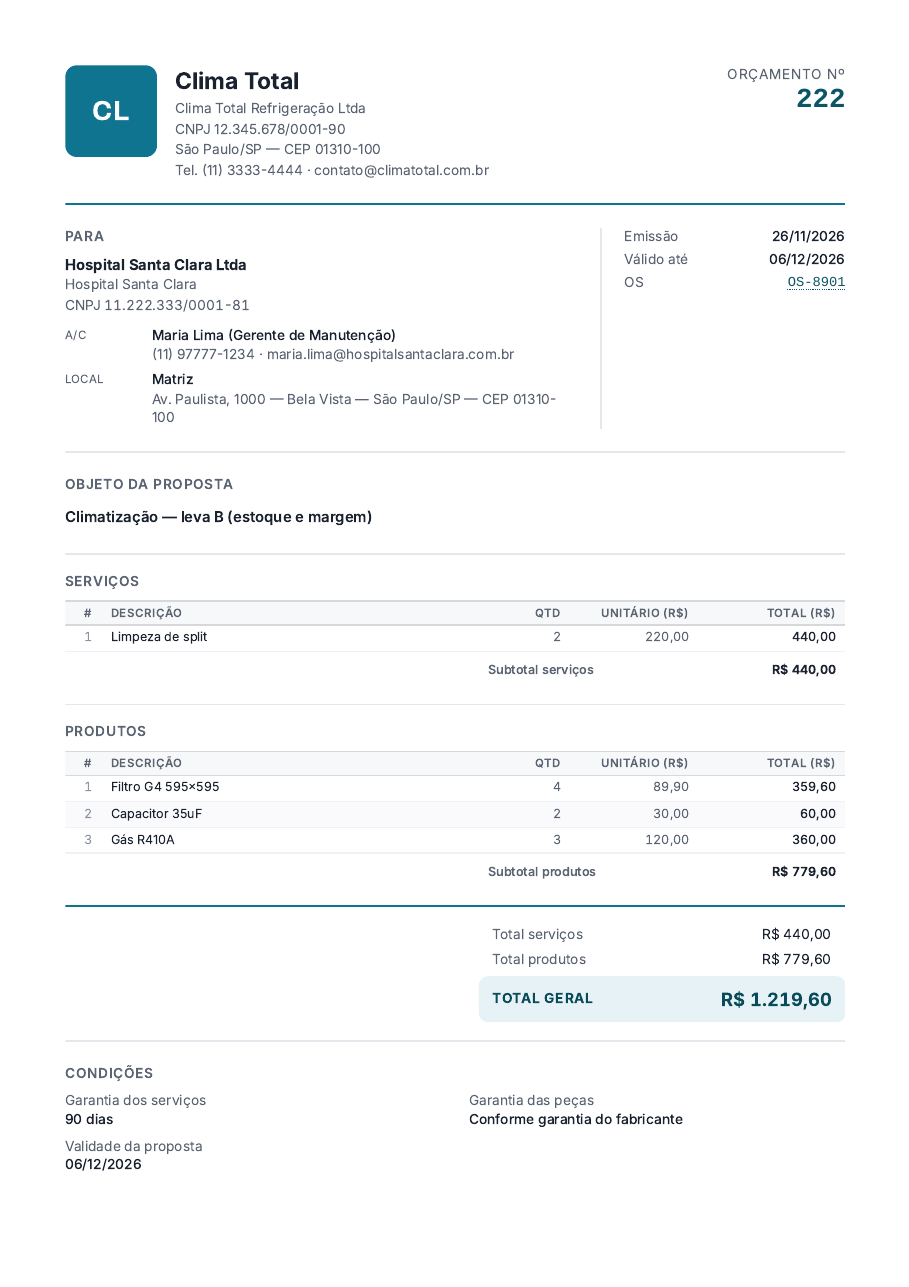 CL
Clima Total
Clima Total Refrigeração Ltda
CNPJ 12.345.678/0001-90
São Paulo/SP — CEP 01310-100
Tel. (11) 3333-4444 · contato@climatotal.com.br
ORÇAMENTO Nº
222
PARA
Hospital Santa Clara Ltda
Hospital Santa Clara
CNPJ 11.222.333/0001-81
A/C Maria Lima (Gerente de Manutenção)
(11) 97777-1234 · maria.lima@hospitalsantaclara.com.br
LOCAL Matriz
Av. Paulista, 1000 — Bela Vista — São Paulo/SP — CEP 01310-
100
Emissão 26/11/2026
Válido até 06/12/2026
OS OS-8901
OBJETO DA PROPOSTA
Climatização — leva B (estoque e margem)
SERVIÇOS
# DESCRIÇÃO QTD UNITÁRIO (R$) TOTAL (R$)
1 Limpeza de split 2 220,00 440,00
Subtotal serviços R$ 440,00
PRODUTOS
# DESCRIÇÃO QTD UNITÁRIO (R$) TOTAL (R$)
1 Filtro G4 595×595 4 89,90 359,60
2 Capacitor 35uF 2 30,00 60,00
3 Gás R410A 3 120,00 360,00
Subtotal produtos R$ 779,60
Total serviços R$ 440,00
Total produtos R$ 779,60
TOTAL GERAL R$ 1.219,60
CONDIÇÕES
Garantia dos serviços
90 dias
Garantia das peças
Conforme garantia do fabricante
Validade da proposta
06/12/2026